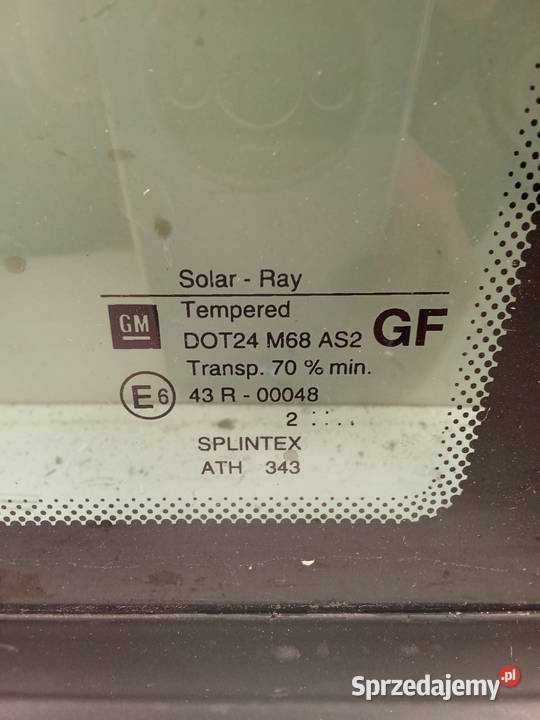 Solar - Ray
GM
Tempered
DOT24 M68 AS2
GF
Transp. 70 % min.
E6
43 R - 00048
2 : : . .
SPLINTEX
ATH 343
Sprzedajemy.pl